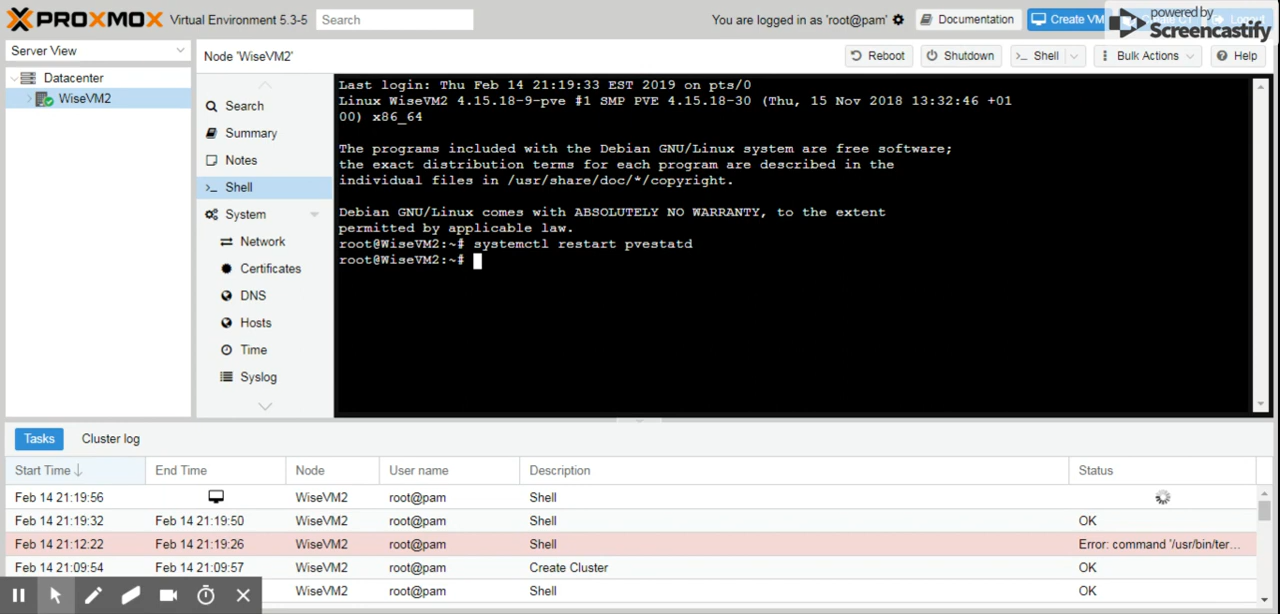 PROXMOX Virtual Environment 5.3-5 Search You are logged in as 'root@pam' Documentation Create VM
powered by
Screencastify
Server View
Node 'WiseVM2' Reboot Shutdown >_ Shell Bulk Actions Help
Datacenter
WiseVM2
Search
Summary
Notes
>_ Shell
System
Network
Certificates
DNS
Hosts
Time
Syslog
Last login: Thu Feb 14 21:19:33 EST 2019 on pts/0
Linux WiseVM2 4.15.18-9-pve #1 SMP PVE 4.15.18-30 (Thu, 15 Nov 2018 13:32:46 +01
00) x86_64
The programs included with the Debian GNU/Linux system are free software;
the exact distribution terms for each program are described in the
individual files in /usr/share/doc/*/copyright.
Debian GNU/Linux comes with ABSOLUTELY NO WARRANTY, to the extent
permitted by applicable law.
root@WiseVM2:~# systemctl restart pvestatd
root@WiseVM2:~#
Tasks Cluster log
Start Time End Time Node User name Description Status
Feb 14 21:19:56 WiseVM2 root@pam Shell
Feb 14 21:19:32 Feb 14 21:19:50 WiseVM2 root@pam Shell OK
Feb 14 21:12:22 Feb 14 21:19:26 WiseVM2 root@pam Shell Error: command '/usr/bin/ter...
Feb 14 21:09:54 Feb 14 21:09:57 WiseVM2 root@pam Create Cluster OK
WiseVM2 root@pam Shell OK